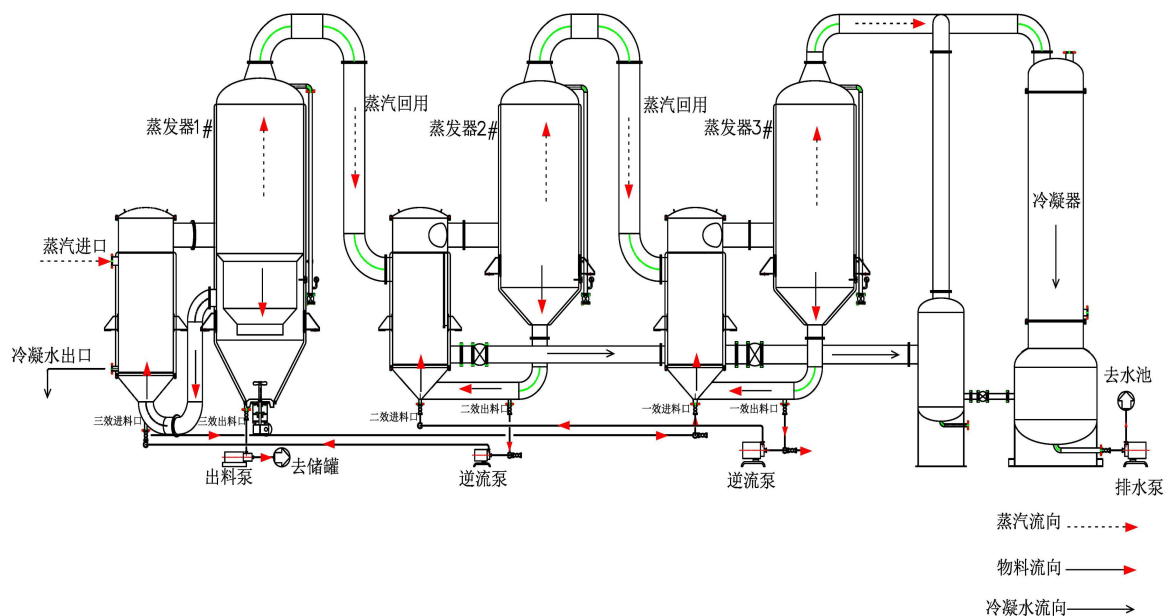 蒸汽回用
蒸汽回用
蒸发器1#
蒸发器2#
蒸发器3#
蒸汽进口
冷凝器
冷凝水出口
去水池
三效进料口
三效出料口
二效进料口
二效出料口
一效进料口
一效出料口
出料泵
去储罐
逆流泵
逆流泵
排水泵
蒸汽流向
物料流向
冷凝水流向